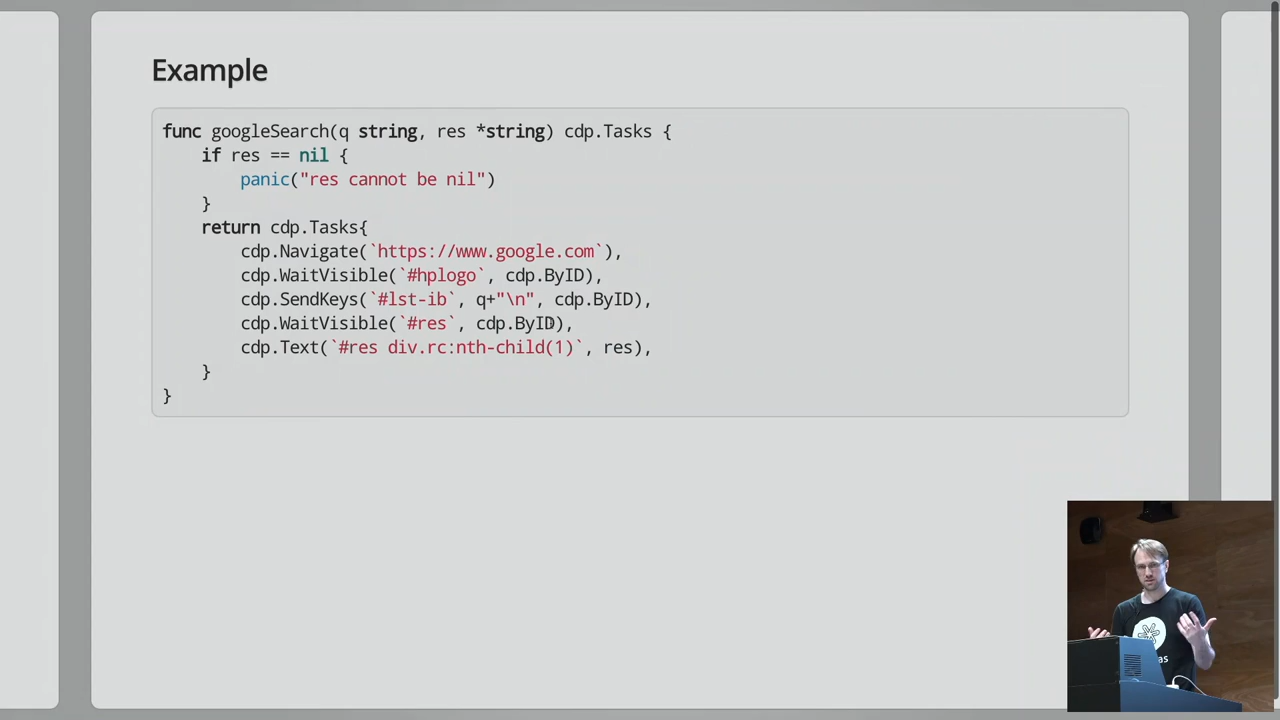 Example
func googleSearch(q string, res *string) cdp.Tasks {
    if res == nil {
        panic("res cannot be nil")
    }
    return cdp.Tasks{
        cdp.Navigate(`https://www.google.com`),
        cdp.WaitVisible(`#hplogo`, cdp.ByID),
        cdp.SendKeys(`#lst-ib`, q+"\n", cdp.ByID),
        cdp.WaitVisible(`#res`, cdp.ByID),
        cdp.Text(`#res div.rc:nth-child(1)`, res),
    }
}